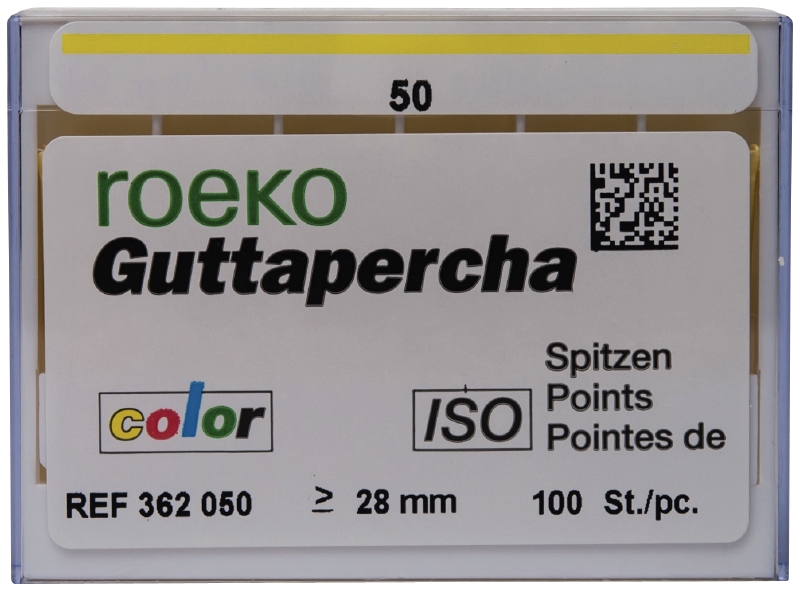 50
roeko
Guttapercha
color
ISO
Spitzen
Points
Pointes de
REF 362 050 ≥ 28 mm 100 St./pc.